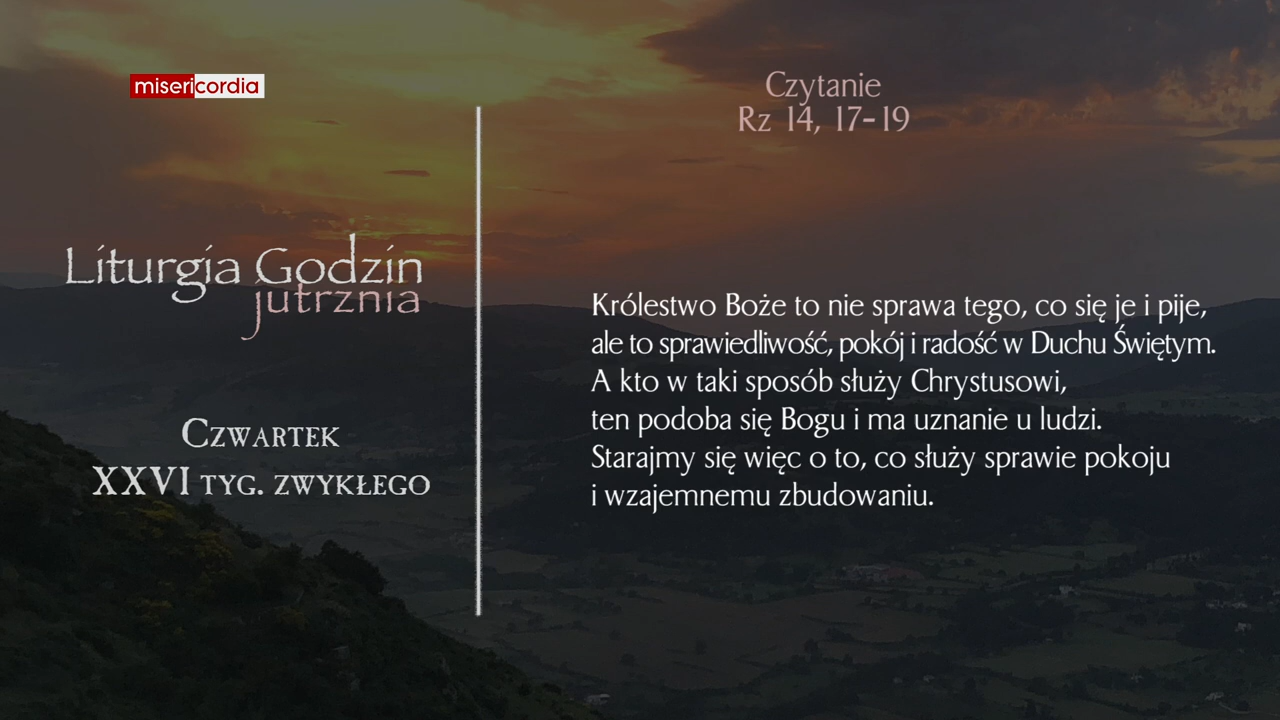 misericordia
Liturgia Godzin
jutrznia
Czwartek
XXVI tyg. zwykłego
Czytanie
Rz 14, 17-19
Królestwo Boże to nie sprawa tego, co się je i pije,
ale to sprawiedliwość, pokój i radość w Duchu Świętym.
A kto w taki sposób służy Chrystusowi,
ten podoba się Bogu i ma uznanie u ludzi.
Starajmy się więc o to, co służy sprawie pokoju
i wzajemnemu zbudowaniu.